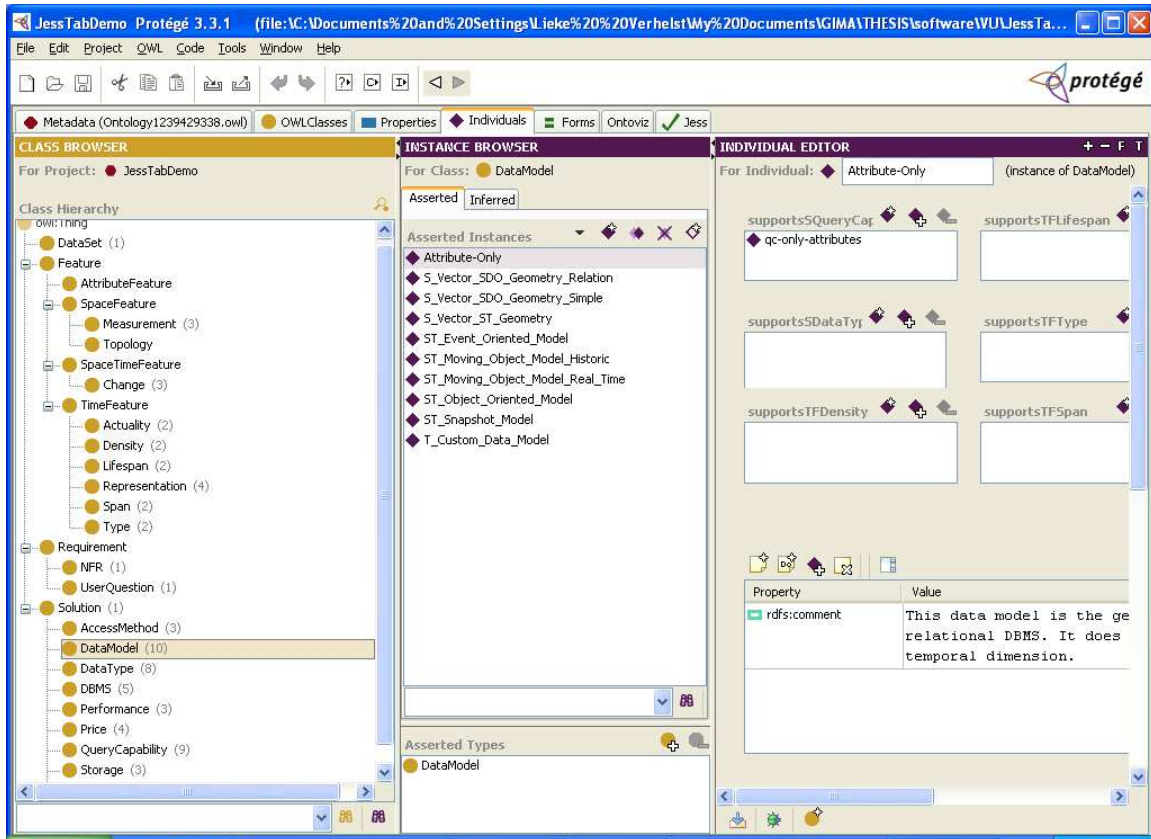 JessTabDemo Protégé 3.3.1 (file:\C:\Documents%20and%20Settings\Lieke%20%20Verhelst\My%20Documents\GIMA\THESIS\software\VU\JessTa...
File Edit Project OWL Code Tools Window Help
protégé
Metadata (Ontology1239429338.owl) OWLClasses Properties Individuals Forms Ontoviz Jess
CLASS BROWSER
For Project: JessTabDemo
Class Hierarchy
owl:Thing
DataSet (1)
Feature
AttributeFeature
SpaceFeature
Measurement (3)
Topology
SpaceTimeFeature
Change (3)
TimeFeature
Actuality (2)
Density (2)
Lifespan (2)
Representation (4)
Span (2)
Type (2)
Requirement
NFR (1)
UserQuestion (1)
Solution (1)
AccessMethod (3)
DataModel (10)
DataType (8)
DBMS (5)
Performance (3)
Price (4)
QueryCapability (9)
Storage (3)
INSTANCE BROWSER
For Class: DataModel
Asserted Inferred
Asserted Instances
Attribute-Only
S_Vector_SDO_Geometry_Relation
S_Vector_SDO_Geometry_Simple
S_Vector_ST_Geometry
ST_Event_Oriented_Model
ST_Moving_Object_Model_Historic
ST_Moving_Object_Model_Real_Time
ST_Object_Oriented_Model
ST_Snapshot_Model
T_Custom_Data_Model
Asserted Types
DataModel
INDIVIDUAL EDITOR + - F T
For Individual: Attribute-Only (instance of DataModel)
supportsSQueryCap supportsTFLifespan
qc-only-attributes
supportsSDataTyp supportsTFType
supportsTFDensity supportsTFSpan
Property Value
rdfs:comment This data model is the ge
relational DBMS. It does
temporal dimension.